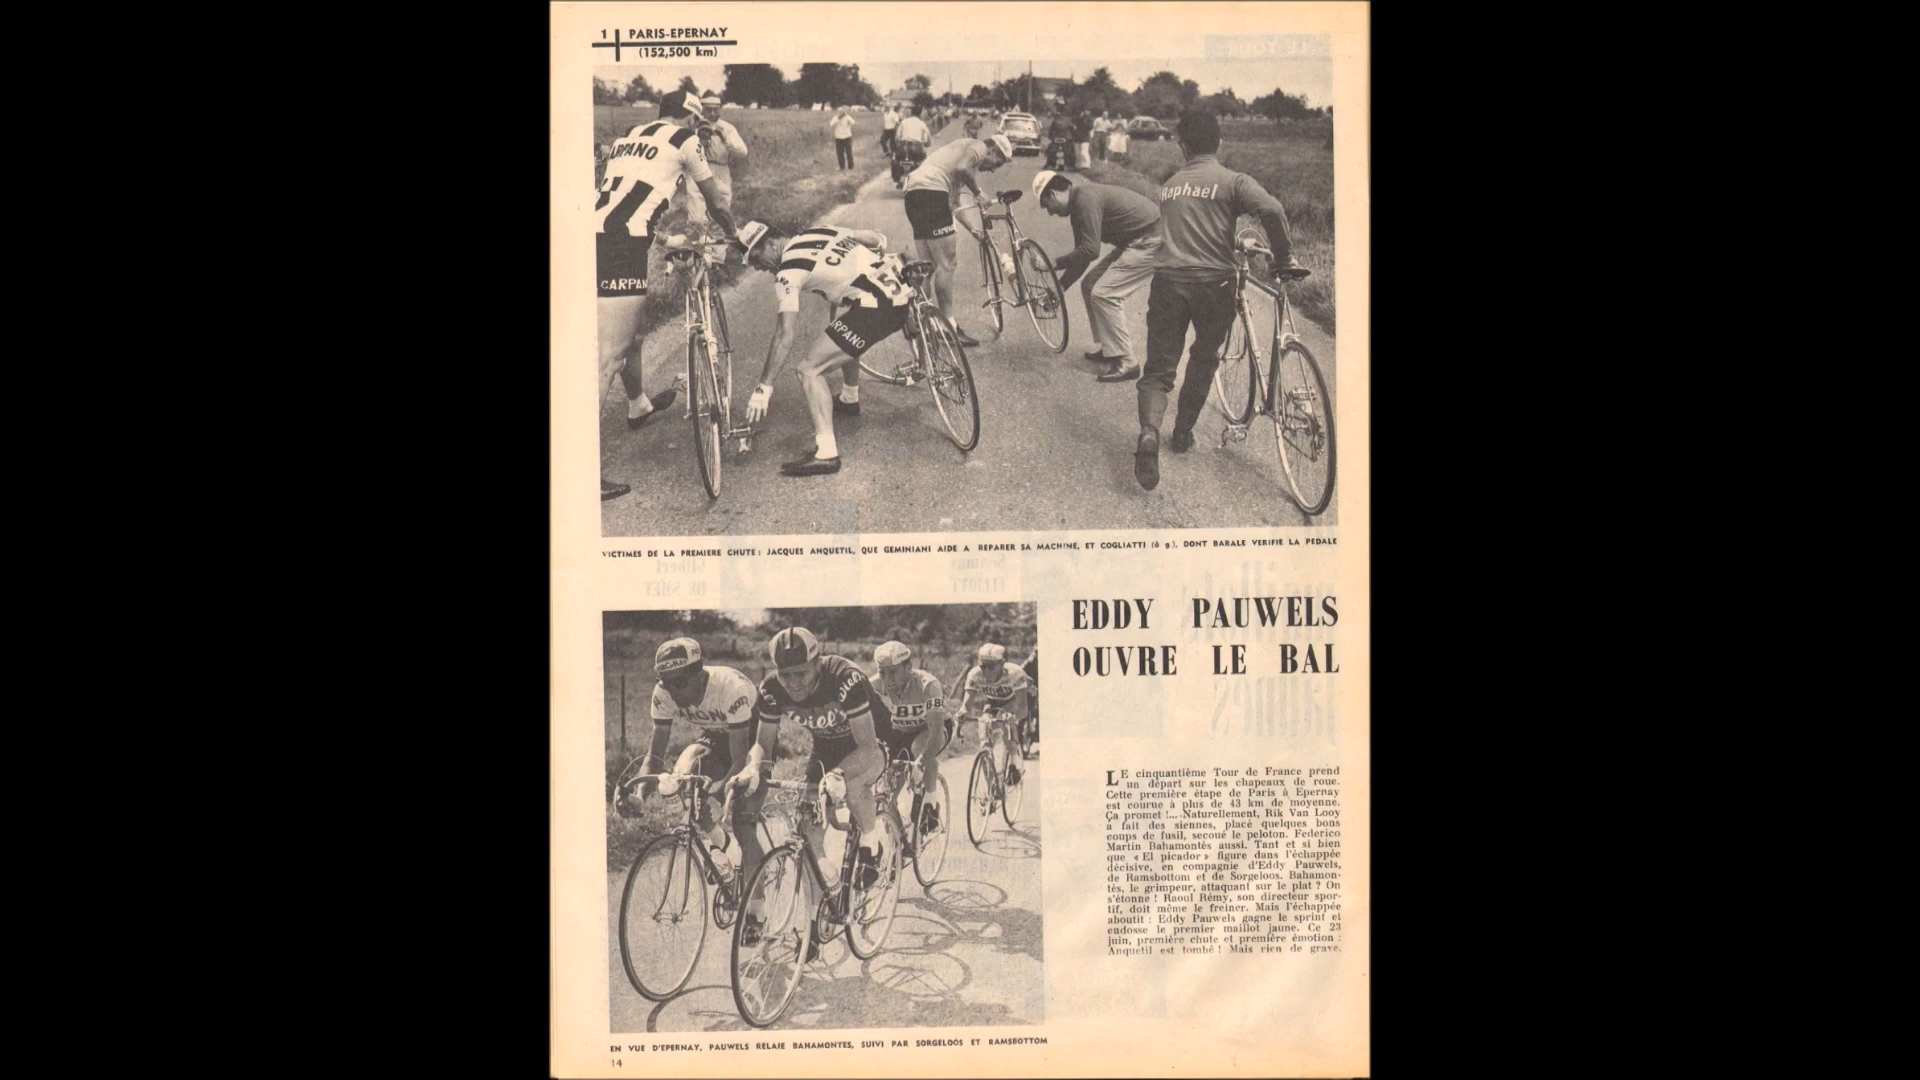 1 PARIS-EPERNAY
(152,500 km)
ARPANO
CARPAN
CARPANO
5
RPANO
Raphaël
VICTIMES DE LA PREMIERE CHUTE : JACQUES ANQUETIL, QUE GEMINIANI AIDE A REPARER SA MACHINE, ET COGLIATTI (à g.), DONT BARALE VERIFIE LA PEDALE
EDDY PAUWELS
OUVRE LE BAL
Wiel's
LE cinquantième Tour de France prend
un départ sur les chapeaux de roue.
Cette première étape de Paris à Epernay
est courue à plus de 43 km de moyenne.
Ça promet !... Naturellement, Rik Van Looy
a fait des siennes, placé quelques bons
coups de fusil, secoué le peloton. Federico
Martin Bahamontès aussi. Tant et si bien
que « El picador » figure dans l'échappée
décisive, en compagnie d'Eddy Pauwels,
de Ramsbottom et de Sorgeloos. Bahamon-
tès, le grimpeur, attaquant sur le plat ? On
s'étonne ! Raoul Rémy, son directeur spor-
tif, doit même le freiner. Mais l'échappée
aboutit : Eddy Pauwels gagne le sprint et
endosse le premier maillot jaune. Ce 23
juin, première chute et première émotion :
Anquetil est tombé ! Mais rien de grave.
EN VUE D'EPERNAY, PAUWELS RELAIE BAHAMONTES, SUIVI PAR SORGELOOS ET RAMSBOTTOM
14